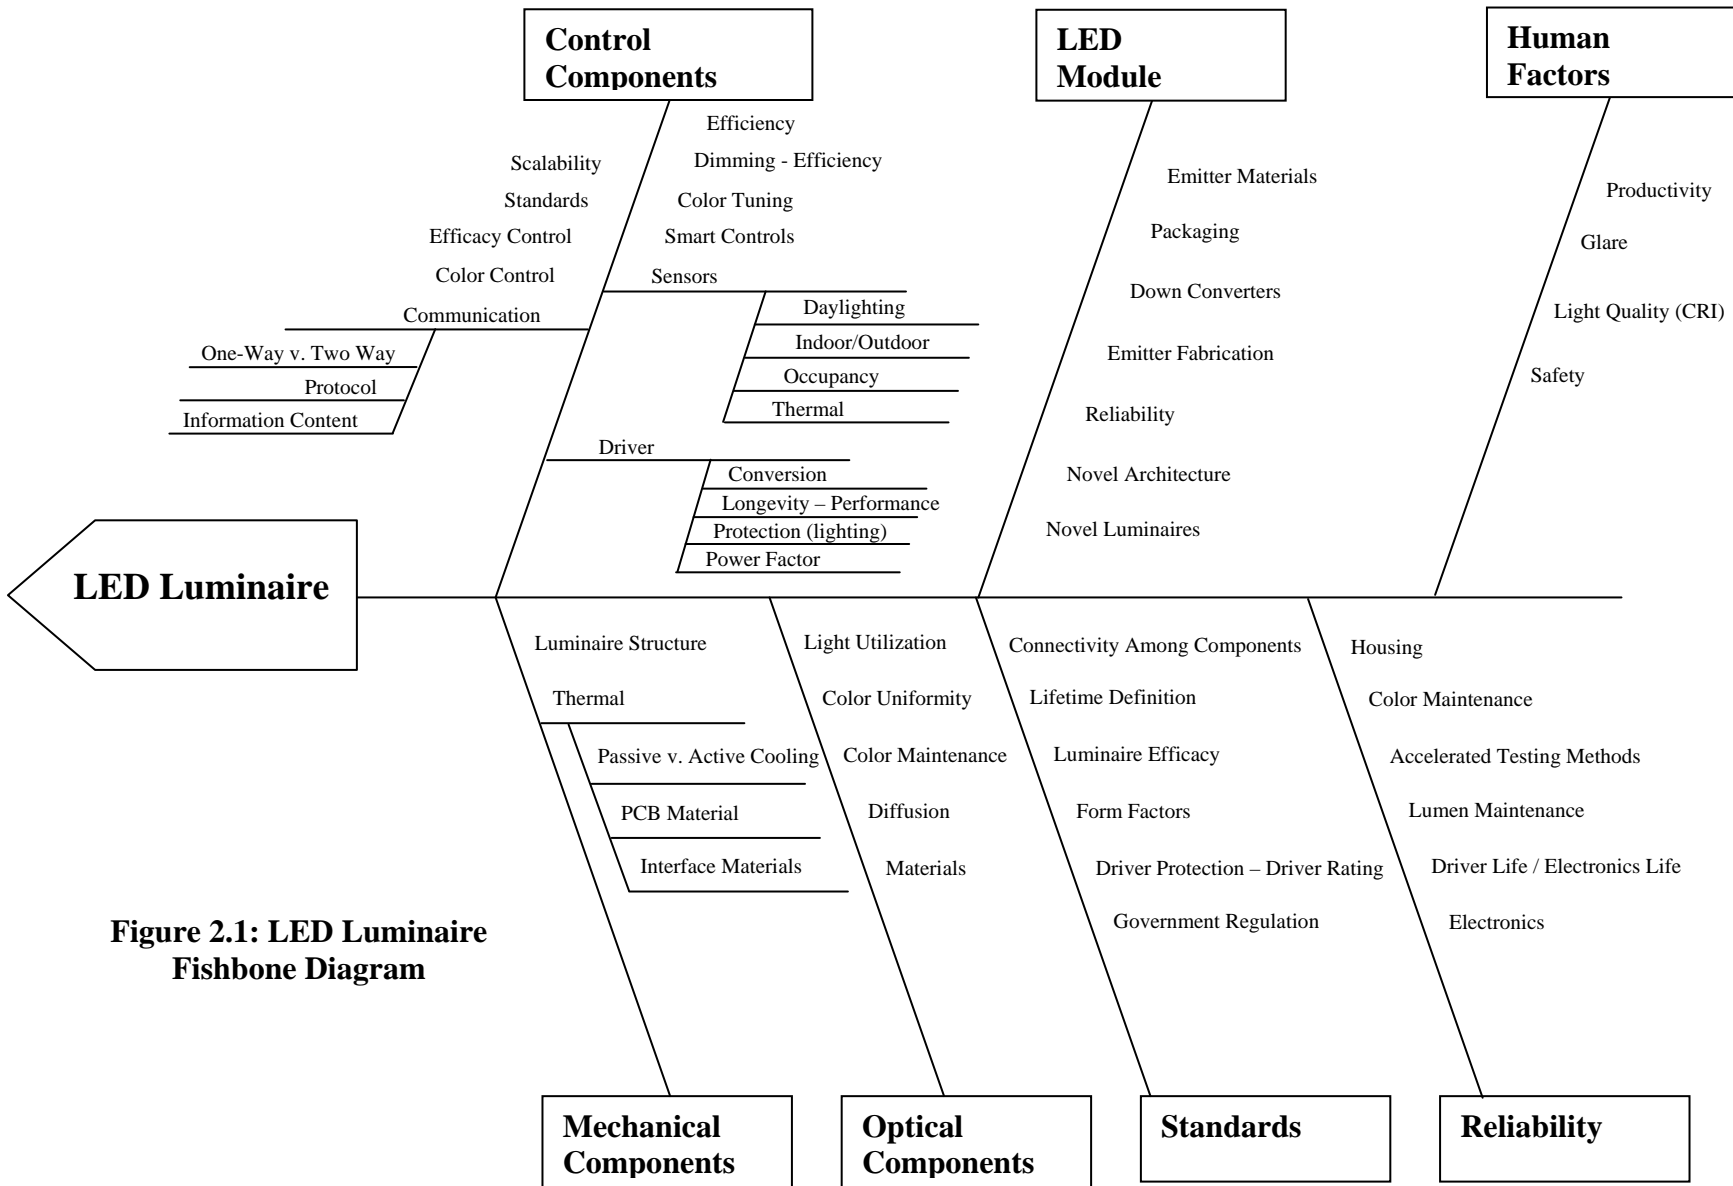 Control
Components
LED
Module
Human
Factors
Efficiency
Scalability
Dimming - Efficiency
Standards
Color Tuning
Efficacy Control
Smart Controls
Color Control
Sensors
Communication
Daylighting
Indoor/Outdoor
Occupancy
Thermal
One-Way v. Two Way
Protocol
Information Content
Driver
Conversion
Longevity – Performance
Protection (lighting)
Power Factor
Emitter Materials
Packaging
Down Converters
Emitter Fabrication
Reliability
Novel Architecture
Novel Luminaires
Productivity
Glare
Light Quality (CRI)
Safety
LED Luminaire
Luminaire Structure
Thermal
Passive v. Active Cooling
PCB Material
Interface Materials
Light Utilization
Color Uniformity
Color Maintenance
Diffusion
Materials
Connectivity Among Components
Lifetime Definition
Luminaire Efficacy
Form Factors
Driver Protection – Driver Rating
Government Regulation
Housing
Color Maintenance
Accelerated Testing Methods
Lumen Maintenance
Driver Life / Electronics Life
Electronics
Figure 2.1: LED Luminaire
Fishbone Diagram
Mechanical
Components
Optical
Components
Standards
Reliability